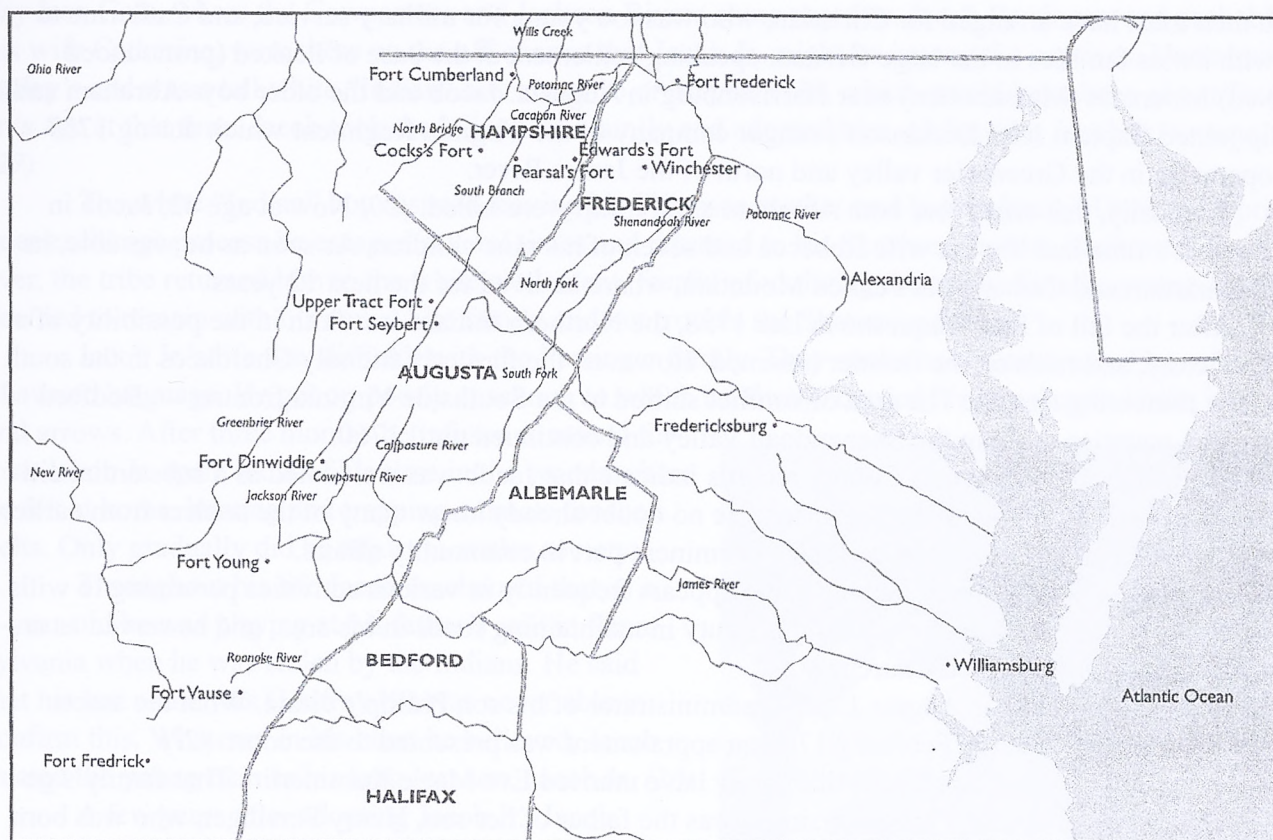 Wills Creek
Ohio River
Fort Cumberland
Potomac River
Fort Frederick
Cacapon River
North Bridge
HAMPSHIRE
Cocks's Fort
Edwards's Fort
Pearsal's Fort
Winchester
South Branch
FREDERICK
Shenandoah River
Potomac River
North Fork
Alexandria
Upper Tract Fort
Fort Seybert
AUGUSTA
South Fork
Greenbrier River
Fredericksburg
Calfpasture River
Fort Dinwiddie
New River
Cowpasture River
Jackson River
ALBEMARLE
Fort Young
James River
Roanoke River
BEDFORD
Williamsburg
Fort Vause
Atlantic Ocean
Fort Fredrick
HALIFAX